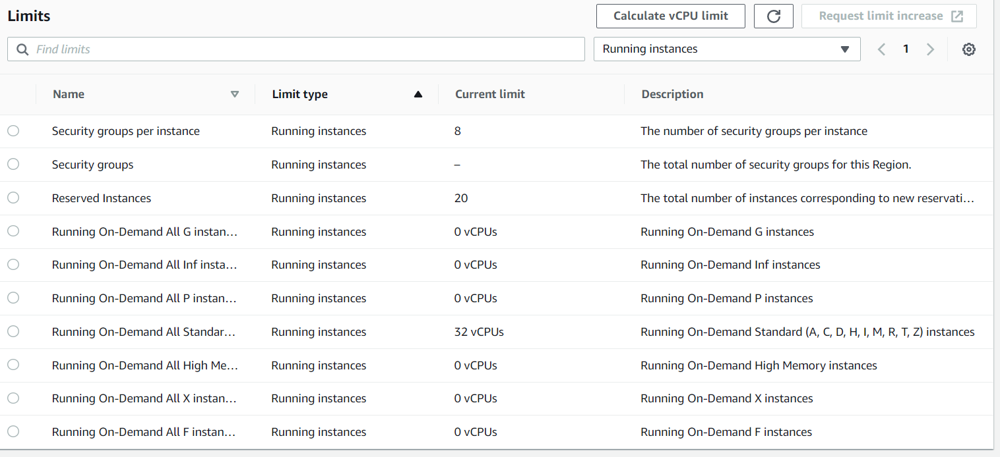 Limits
Calculate vCPU limit
Request limit increase
Find limits
Running instances
1
Name Limit type Current limit Description
Security groups per instance Running instances 8 The number of security groups per instance
Security groups Running instances – The total number of security groups for this Region.
Reserved Instances Running instances 20 The total number of instances corresponding to new reservati...
Running On-Demand All G instan... Running instances 0 vCPUs Running On-Demand G instances
Running On-Demand All Inf insta... Running instances 0 vCPUs Running On-Demand Inf instances
Running On-Demand All P instan... Running instances 0 vCPUs Running On-Demand P instances
Running On-Demand All Standar... Running instances 32 vCPUs Running On-Demand Standard (A, C, D, H, I, M, R, T, Z) instances
Running On-Demand All High Me... Running instances 0 vCPUs Running On-Demand High Memory instances
Running On-Demand All X instan... Running instances 0 vCPUs Running On-Demand X instances
Running On-Demand All F instan... Running instances 0 vCPUs Running On-Demand F instances